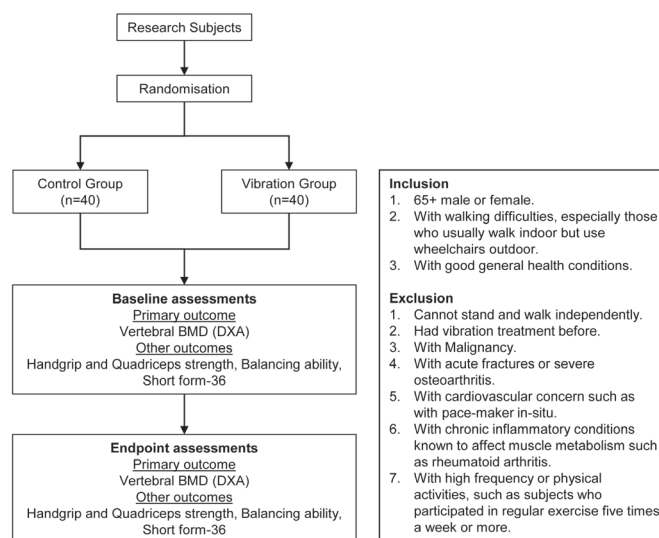 Research Subjects
Randomisation
Control Group
(n=40)
Vibration Group
(n=40)
Baseline assessments
Primary outcome
Vertebral BMD (DXA)
Other outcomes
Handgrip and Quadriceps strength, Balancing ability,
Short form-36
Endpoint assessments
Primary outcome
Vertebral BMD (DXA)
Other outcomes
Handgrip and Quadriceps strength, Balancing ability,
Short form-36
Inclusion
1. 65+ male or female.
2. With walking difficulties, especially those
who usually walk indoor but use
wheelchairs outdoor.
3. With good general health conditions.
Exclusion
1. Cannot stand and walk independently.
2. Had vibration treatment before.
3. With Malignancy.
4. With acute fractures or severe
osteoarthritis.
5. With cardiovascular concern such as
with pace-maker in-situ.
6. With chronic inflammatory conditions
known to affect muscle metabolism such
as rheumatoid arthritis.
7. With high frequency or physical
activities, such as subjects who
participated in regular exercise five times
a week or more.